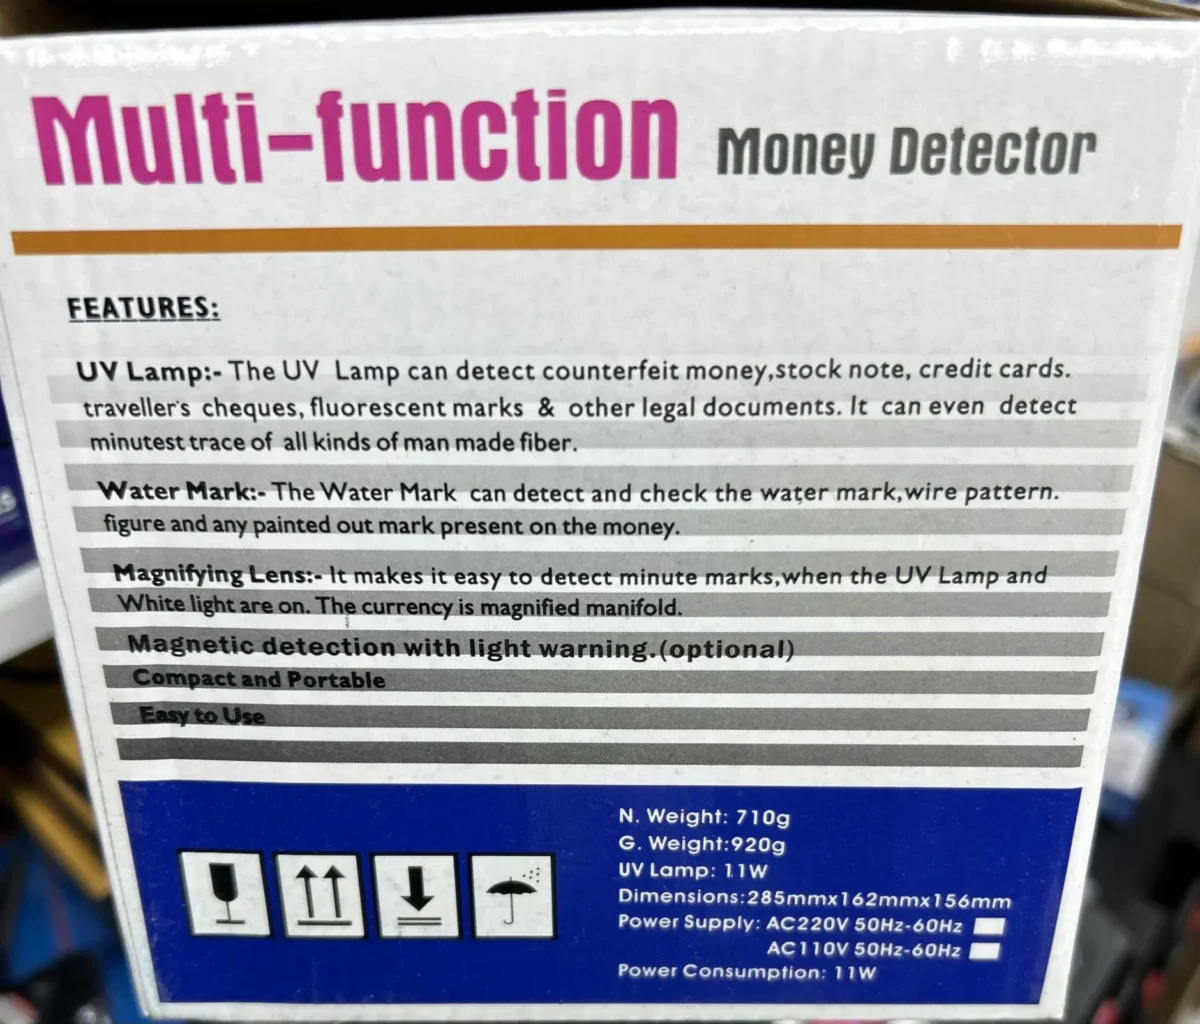 Multi-function Money Detector
FEATURES:
UV Lamp:- The UV Lamp can detect counterfeit money,stock note, credit cards.
traveller's cheques, fluorescent marks & other legal documents. It can even detect
minutest trace of all kinds of man made fiber.
Water Mark:- The Water Mark can detect and check the water mark,wire pattern.
figure and any painted out mark present on the money.
Magnifying Lens:- It makes it easy to detect minute marks,when the UV Lamp and
White light are on. The currency is magnified manifold.
Magnetic detection with light warning.(optional)
Compact and Portable
Easy to Use
N. Weight: 710g
G. Weight:920g
UV Lamp: 11W
Dimensions:285mmx162mmx156mm
Power Supply: AC220V 50Hz-60Hz
AC110V 50Hz-60Hz
Power Consumption: 11W